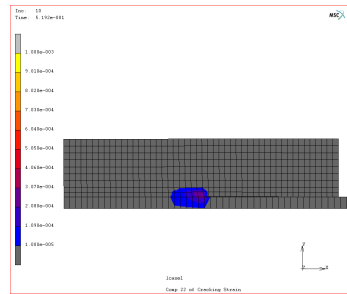 Inc: 10
Time: 5.192e-001
MSC
1.000e-003
9.010e-004
8.020e-004
7.030e-004
6.040e-004
5.050e-004
4.060e-004
3.070e-004
2.080e-004
1.090e-004
1.000e-005
Y
Z
X
lcase1
Comp 22 of Cracking Strain